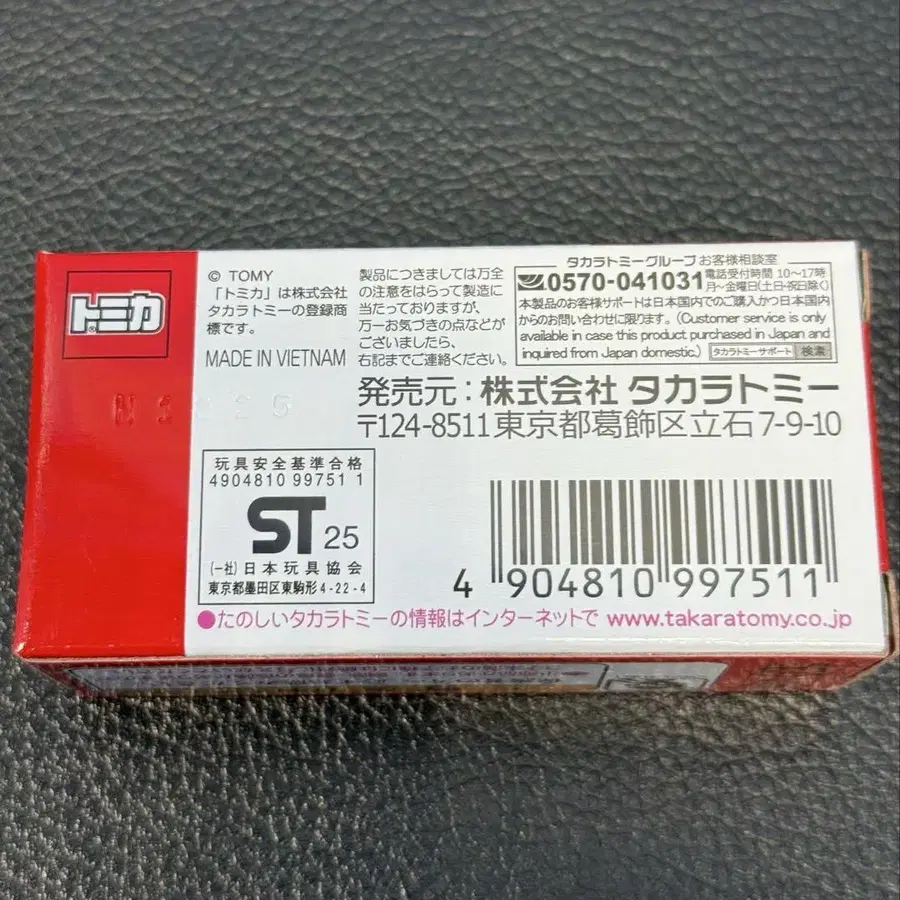 トミカ
®
© TOMY
「トミカ」は株式会社
タカラトミーの登録商
標です。
MADE IN VIETNAM
製品につきましては万全
の注意をはらって製造に
当たっておりますが、
万一お気づきの点などが
ございましたら、
右記までご連絡ください。
タカラトミーグループ お客様相談室
0570-041031 電話受付時間 10〜17時
月〜金曜日(土・日・祝日除く)
本製品のお客様サポートは日本国内でのご購入かつ日本国内
からのお問い合わせに限ります。(Customer service is only
available in case this product purchased in Japan and
inquired from Japan domestic.) タカラトミーサポート 検索
発売元：株式会社 タカラトミー
〒124-8511 東京都葛飾区立石7-9-10
玩具安全基準合格
4904810 99751 1
ST 25
(一社)日本玩具協会
東京都墨田区東駒形4-22-4
4 904810 997511
●たのしいタカラトミーの情報はインターネットで www.takaratomy.co.jp